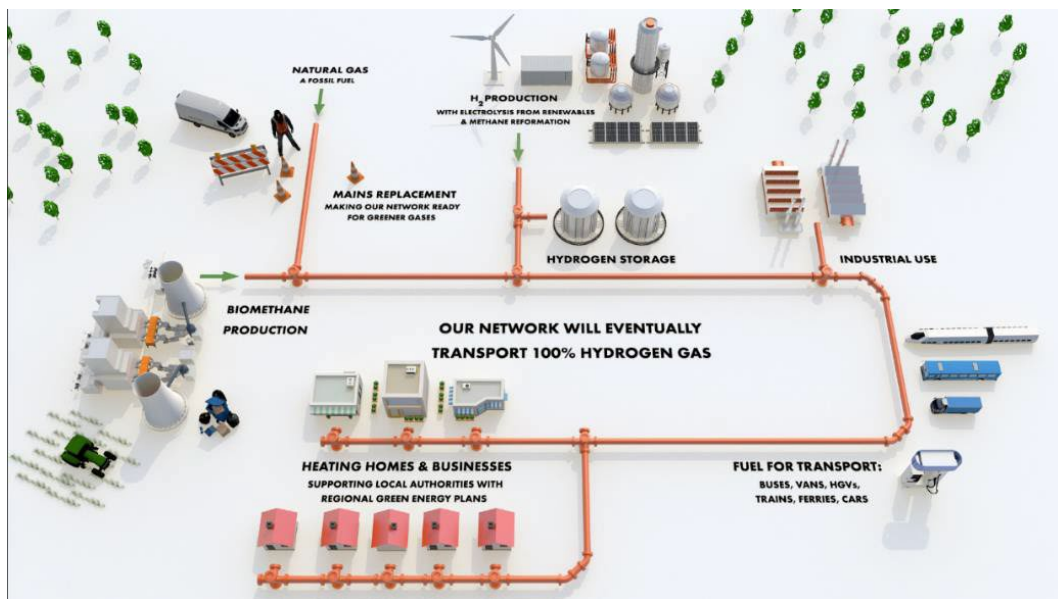 NATURAL GAS
A FOSSIL FUEL
H₂ PRODUCTION
WITH ELECTROLYSIS FROM RENEWABLES
& METHANE REFORMATION
MAINS REPLACEMENT
MAKING OUR NETWORK READY
FOR GREENER GASES
HYDROGEN STORAGE
INDUSTRIAL USE
BIOMETHANE
PRODUCTION
OUR NETWORK WILL EVENTUALLY
TRANSPORT 100% HYDROGEN GAS
HEATING HOMES & BUSINESSES
SUPPORTING LOCAL AUTHORITIES WITH
REGIONAL GREEN ENERGY PLANS
FUEL FOR TRANSPORT:
BUSES, VANS, HGVs,
TRAINS, FERRIES, CARS